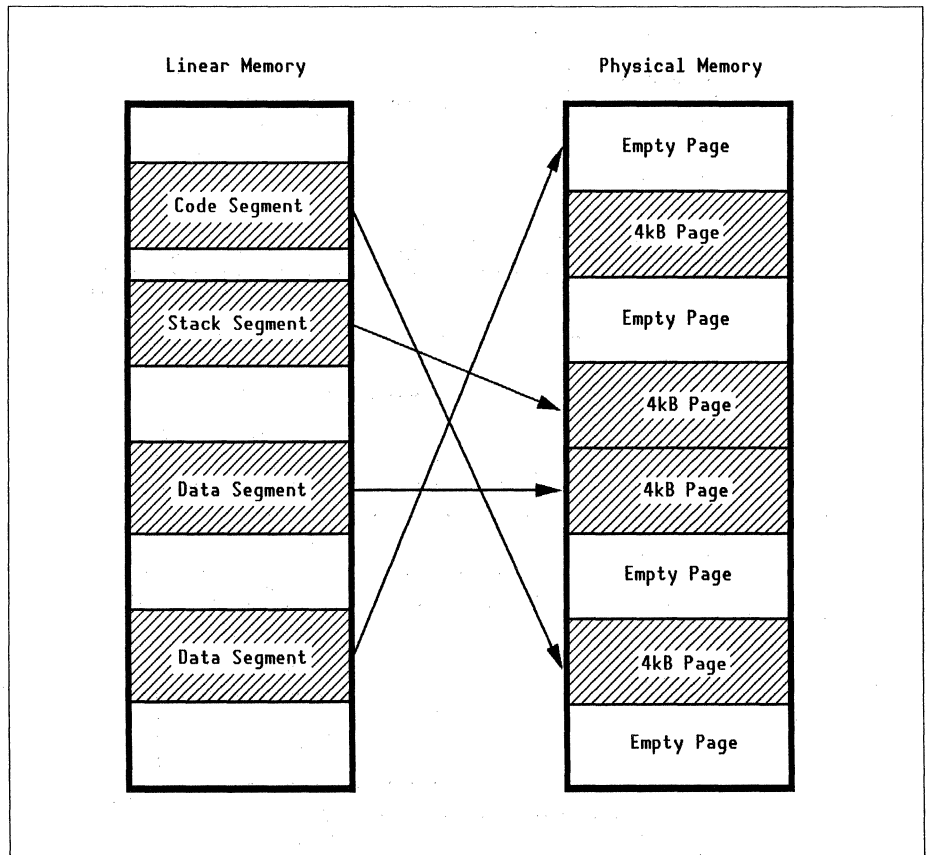 Linear Memory
Code Segment
Stack Segment
Data Segment
Data Segment
Physical Memory
Empty Page
4kB Page
Empty Page
4kB Page
4kB Page
Empty Page
4kB Page
Empty Page